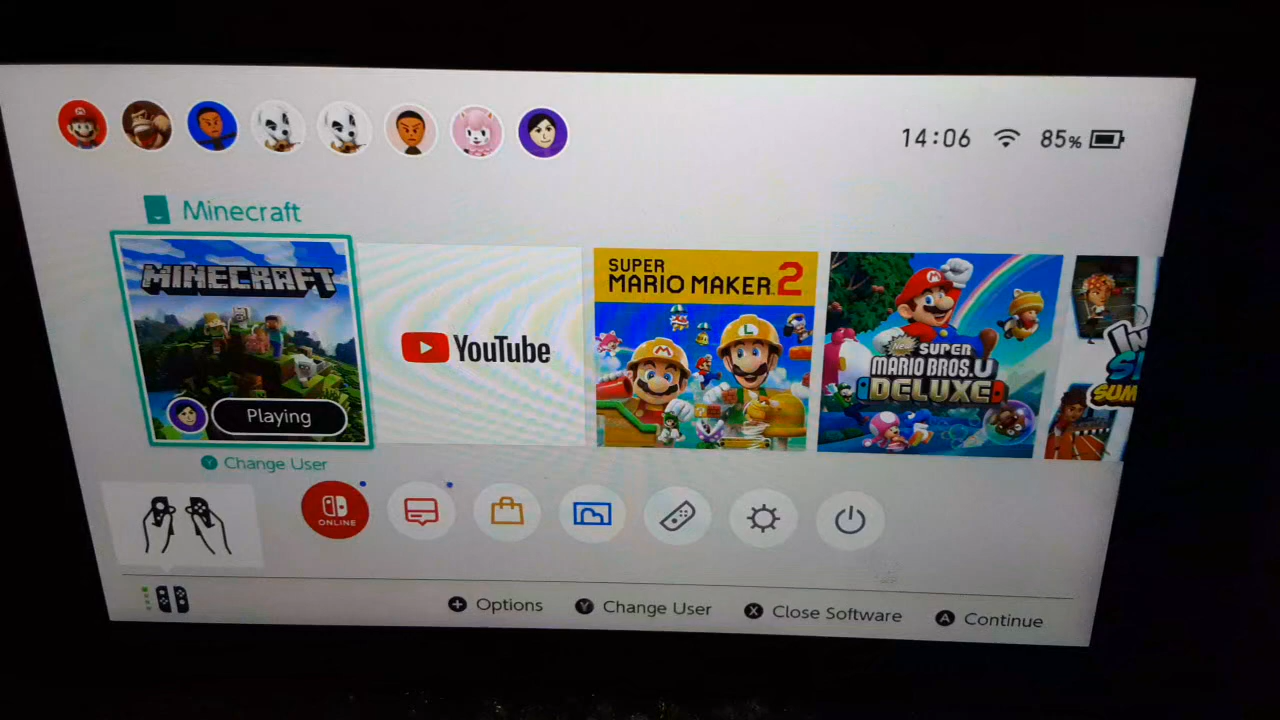 14:06
85%
Minecraft
MINECRAFT
Playing
YouTube
SUPER
MARIO MAKER 2
New
SUPER
MARIO BROS. U
DELUXE
Y Change User
ONLINE
+ Options
Y Change User
X Close Software
A Continue